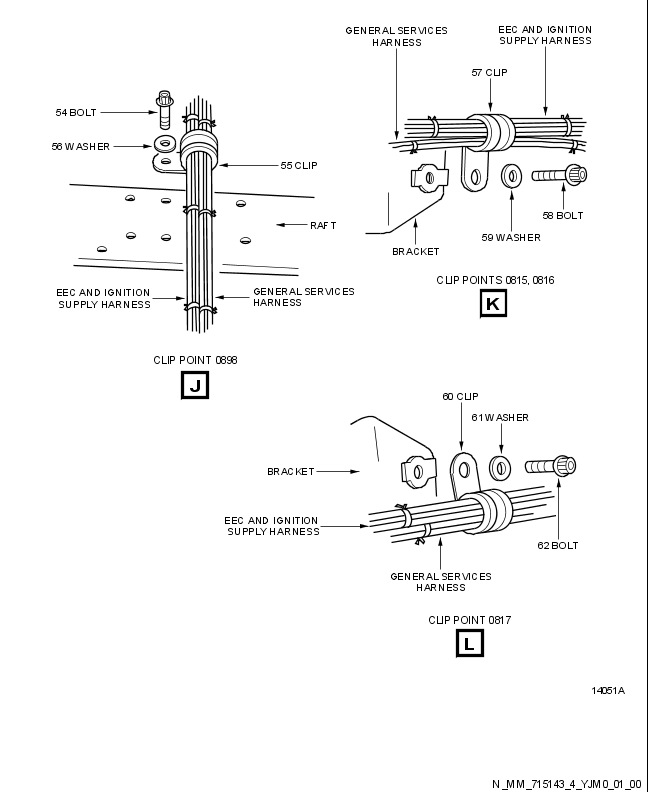 54 BOLT
56 WASHER
55 CLIP
RAFT
EEC AND IGNITION
SUPPLY HARNESS
GENERAL SERVICES
HARNESS
CLIP POINT 0898
J
GENERAL SERVICES
HARNESS
EEC AND IGNITION
SUPPLY HARNESS
57 CLIP
58 BOLT
59 WASHER
BRACKET
CLIP POINTS 0815, 0816
K
60 CLIP
61 WASHER
BRACKET
EEC AND IGNITION
SUPPLY HARNESS
62 BOLT
GENERAL SERVICES
HARNESS
CLIP POINT 0817
L
14051A
N_MM_715143_4_YJM0_01_00